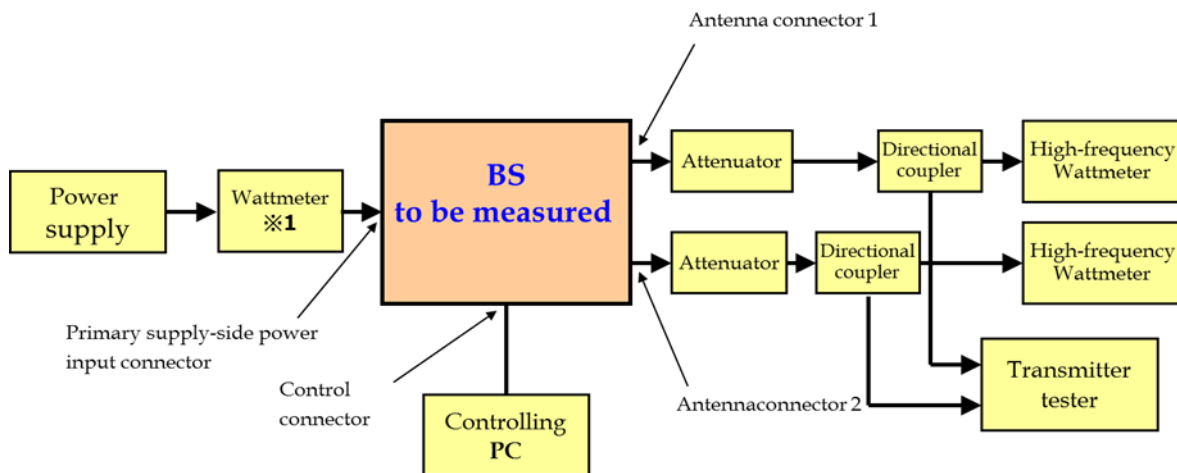 Antenna connector 1
Power
supply
Wattmeter
※1
BS
to be measured
Attenuator
Directional
coupler
High-frequency
Wattmeter
Attenuator
Directional
coupler
High-frequency
Wattmeter
Primary supply-side power
input connector
Control
connector
Controlling
PC
Antennaconnector 2
Transmitter
tester